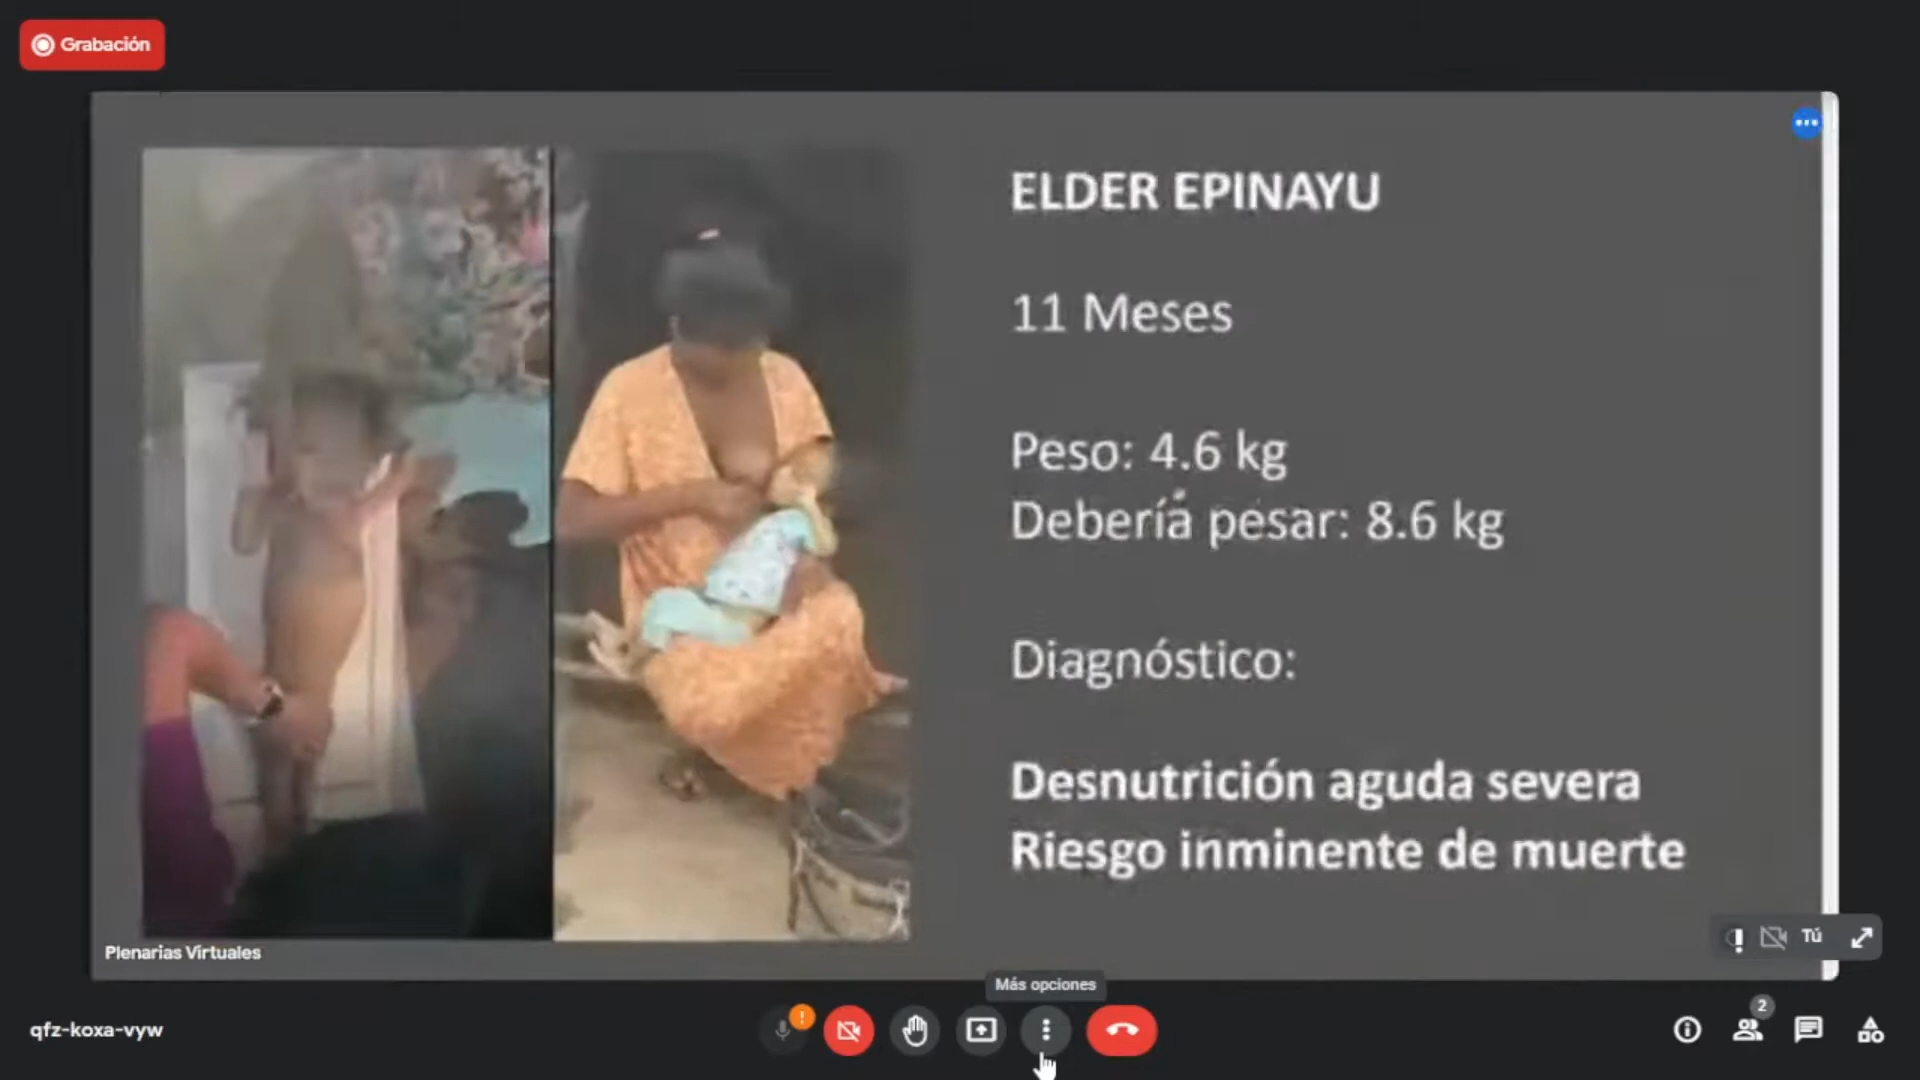 Grabación
ELDER EPINAYU
11 Meses
Peso: 4.6 kg
Debería pesar: 8.6 kg
Diagnóstico:
Desnutrición aguda severa
Riesgo inminente de muerte
Plenarias Virtuales
Tú
Más opciones
qfz-koxa-vyw
2